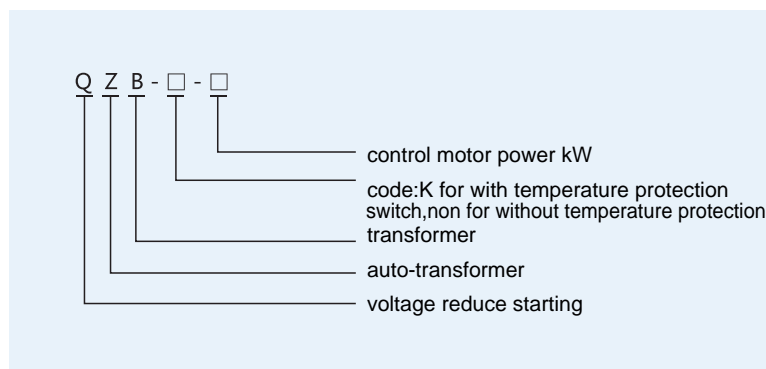 Q Z B - □ - □
control motor power kW
code:K for with temperature protection
switch,non for without temperature protection
transformer
auto-transformer
voltage reduce starting